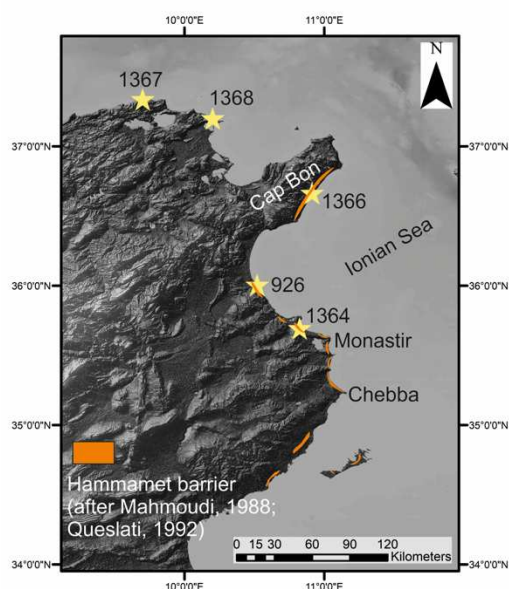 10°0'0"E 11°0'0"E
N
1367
1368
37°0'0"N 37°0'0"N
Cap Bon
1366
Ionian Sea
36°0'0"N 926 36°0'0"N
1364
Monastir
Chebba
35°0'0"N 35°0'0"N
Hammamet barrier
(after Mahmoudi, 1988;
Queslati, 1992)
0 15 30 60 90 120
Kilometers
34°0'0"N 34°0'0"N
10°0'0"E 11°0'0"E